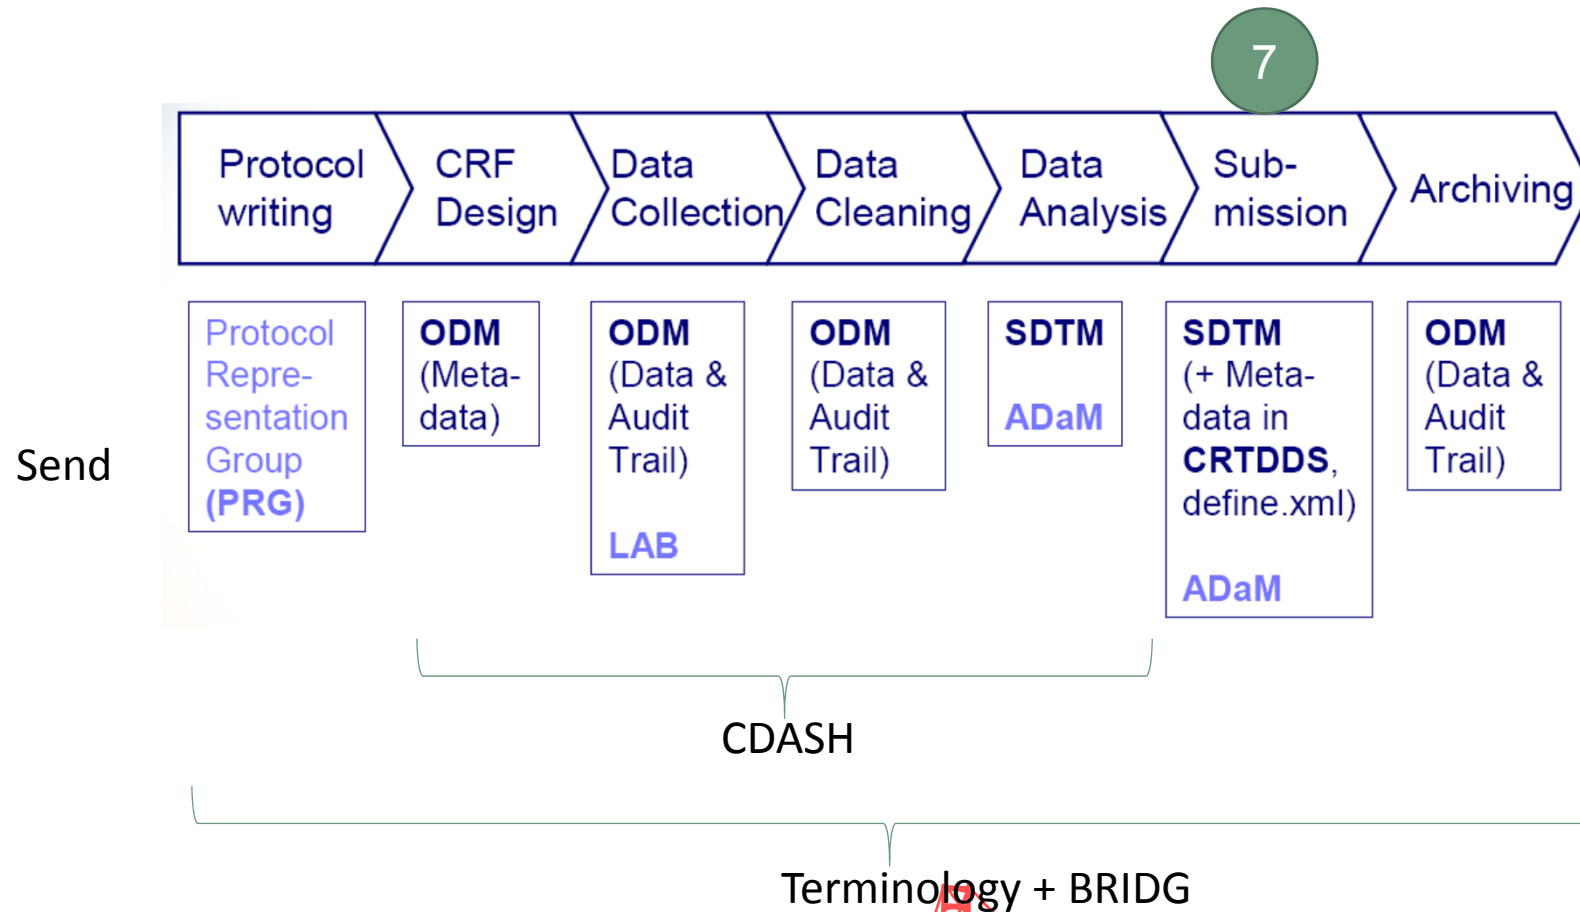 7
Protocol
writing
CRF
Design
Data
Collection
Data
Cleaning
Data
Analysis
Sub-
mission
Archiving
Send
Protocol
Repre-
sentation
Group
(PRG)
ODM
(Meta-
data)
ODM
(Data &
Audit
Trail)
LAB
ODM
(Data &
Audit
Trail)
SDTM
ADaM
SDTM
(+ Meta-
data in
CRTDDS,
define.xml)
ADaM
ODM
(Data &
Audit
Trail)
CDASH
Terminology + BRIDG